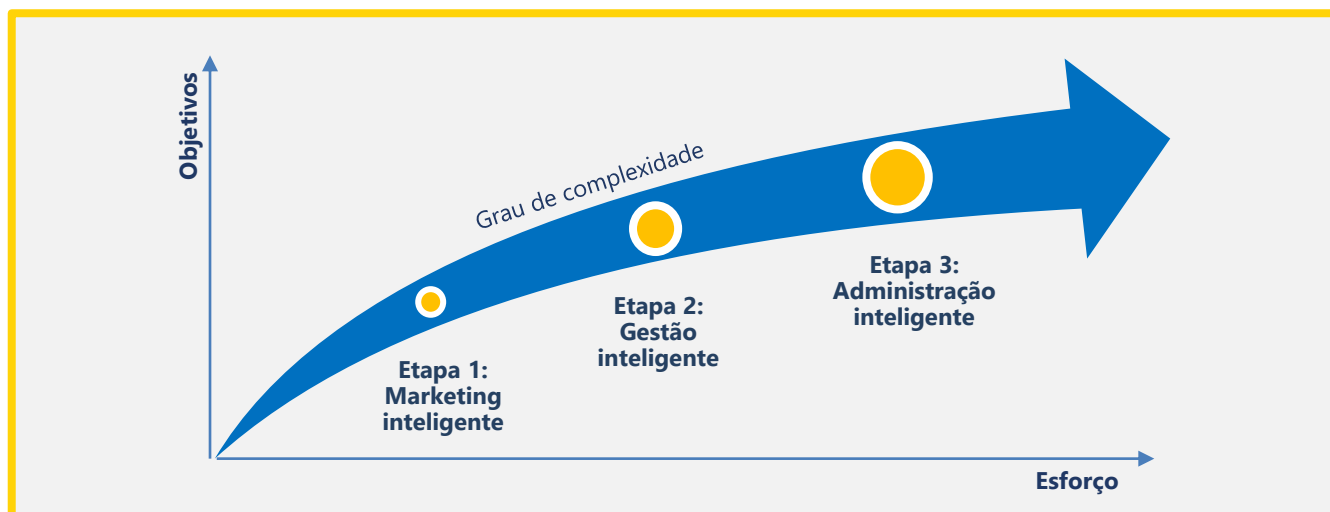 Objetivos
Grau de complexidade
Etapa 1:
Marketing
inteligente
Etapa 2:
Gestão
inteligente
Etapa 3:
Administração
inteligente
Esforço